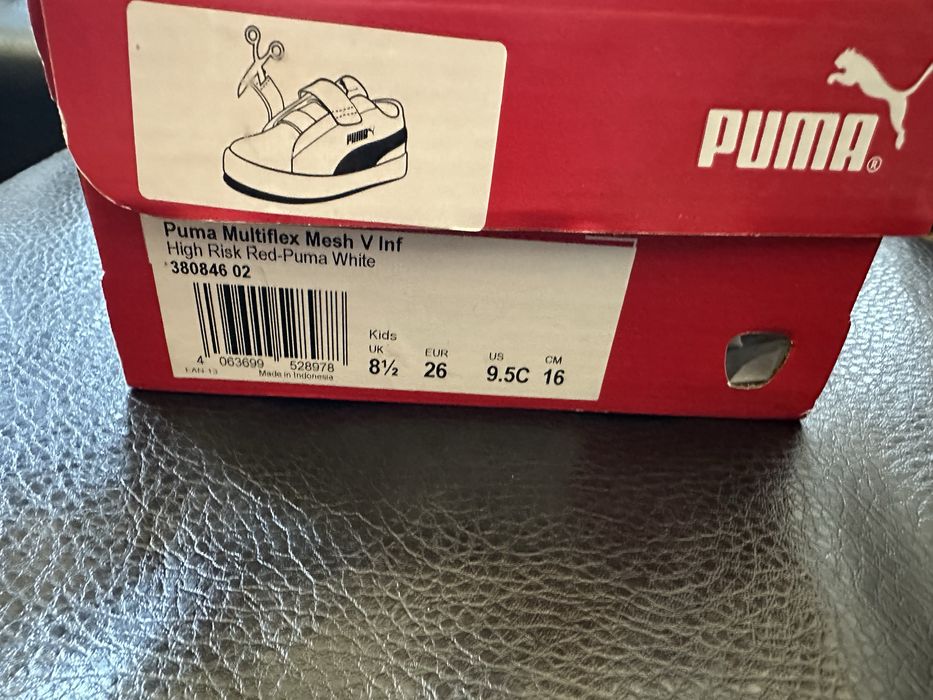 PUMA
PUMA®
Puma Multiflex Mesh V Inf
High Risk Red-Puma White
380846 02
4 063699 528978
EAN 13
Made in Indonesia
Kids
UK EUR US CM
8½ 26 9.5C 16